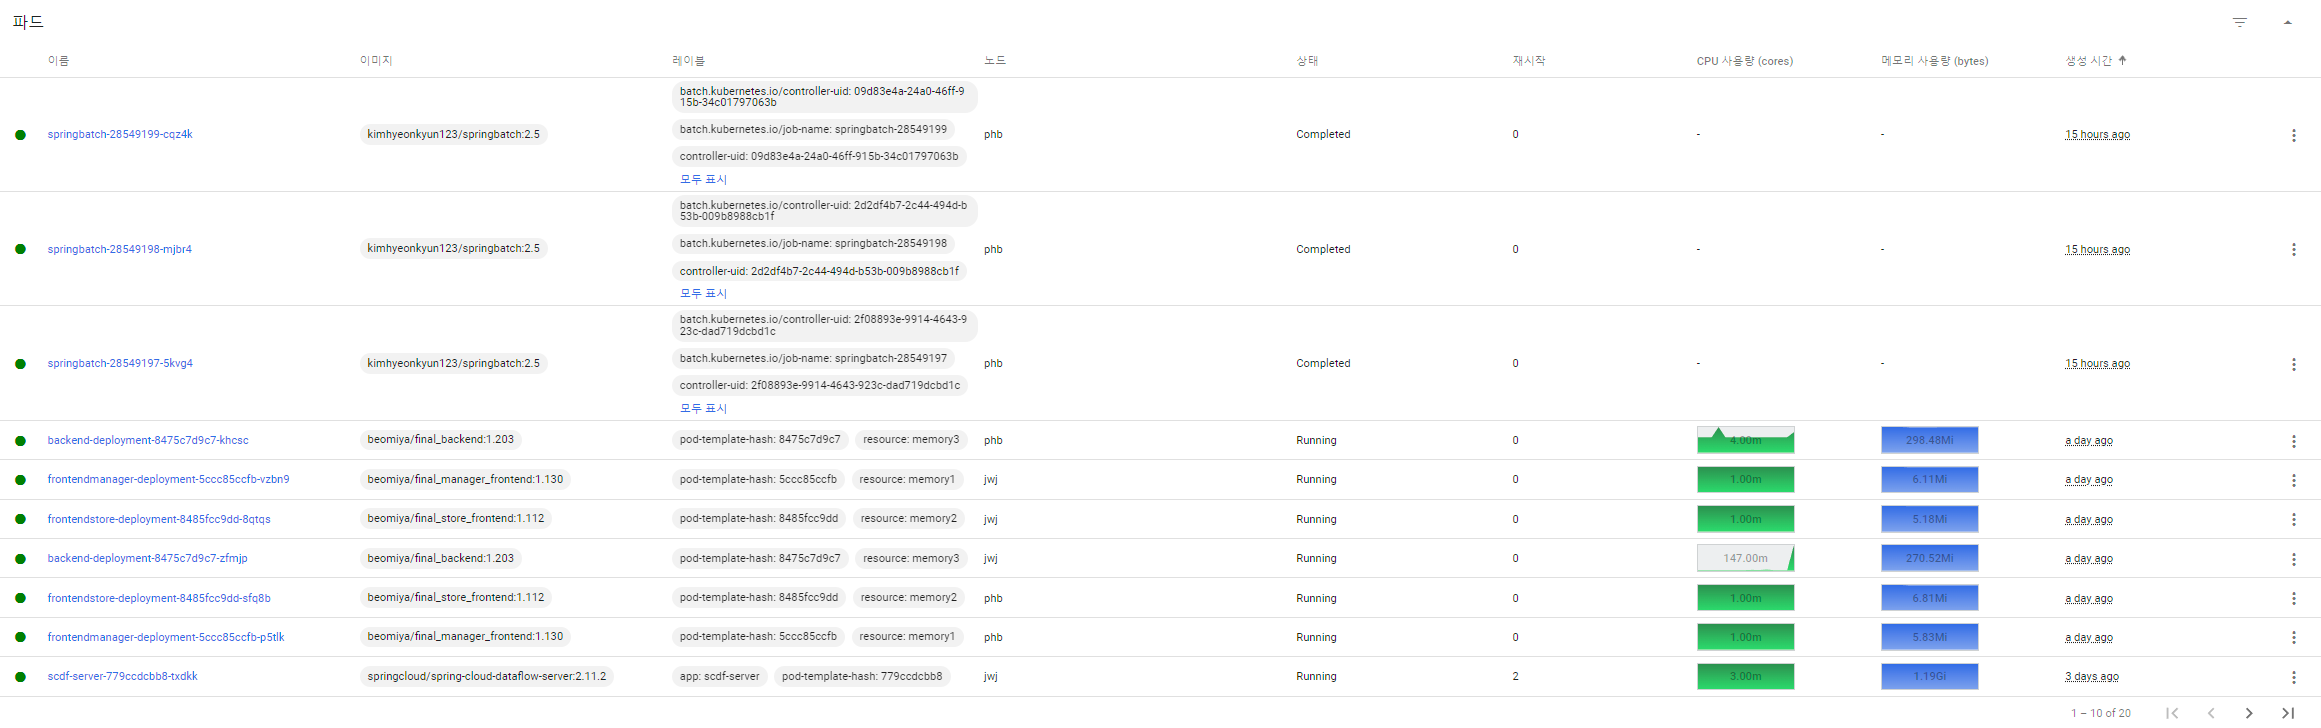 파드
이름 이미지 레이블 노드 상태 재시작 CPU 사용량 (cores) 메모리 사용량 (bytes) 생성 시간
springbatch-28549199-cqz4k kimhyeonkyun123/springbatch:2.5 batch.kubernetes.io/controller-uid: 09d83e4a-24a0-46ff-9
15b-34c01797063b
batch.kubernetes.io/job-name: springbatch-28549199 phb Completed 0 - - 15 hours ago
controller-uid: 09d83e4a-24a0-46ff-915b-34c01797063b
모두 표시
springbatch-28549198-mjbr4 kimhyeonkyun123/springbatch:2.5 batch.kubernetes.io/controller-uid: 2d2df4b7-2c44-494d-b
53b-009b8988cb1f
batch.kubernetes.io/job-name: springbatch-28549198 phb Completed 0 - - 15 hours ago
controller-uid: 2d2df4b7-2c44-494d-b53b-009b8988cb1f
모두 표시
springbatch-28549197-5kvg4 kimhyeonkyun123/springbatch:2.5 batch.kubernetes.io/controller-uid: 2f08893e-9914-4643-9
23c-dad719dcbd1c
batch.kubernetes.io/job-name: springbatch-28549197 phb Completed 0 - - 15 hours ago
controller-uid: 2f08893e-9914-4643-923c-dad719dcbd1c
모두 표시
backend-deployment-8475c7d9c7-khcsc beomiya/final_backend:1.203 pod-template-hash: 8475c7d9c7 resource: memory3 phb Running 0 4.00m 298.48Mi a day ago
frontendmanager-deployment-5ccc85ccfb-vzbn9 beomiya/final_manager_frontend:1.130 pod-template-hash: 5ccc85ccfb resource: memory1 jwj Running 0 1.00m 6.11Mi a day ago
frontendstore-deployment-8485fcc9dd-8qtqs beomiya/final_store_frontend:1.112 pod-template-hash: 8485fcc9dd resource: memory2 jwj Running 0 1.00m 5.18Mi a day ago
backend-deployment-8475c7d9c7-zfmjp beomiya/final_backend:1.203 pod-template-hash: 8475c7d9c7 resource: memory3 jwj Running 0 147.00m 270.52Mi a day ago
frontendstore-deployment-8485fcc9dd-sfq8b beomiya/final_store_frontend:1.112 pod-template-hash: 8485fcc9dd resource: memory2 phb Running 0 1.00m 6.81Mi a day ago
frontendmanager-deployment-5ccc85ccfb-p5tlk beomiya/final_manager_frontend:1.130 pod-template-hash: 5ccc85ccfb resource: memory1 phb Running 0 1.00m 5.83Mi a day ago
scdf-server-779ccdcbb8-txdkk springcloud/spring-cloud-dataflow-server:2.11.2 app: scdf-server pod-template-hash: 779ccdcbb8 jwj Running 2 3.00m 1.19Gi 3 days ago
1 – 10 of 20